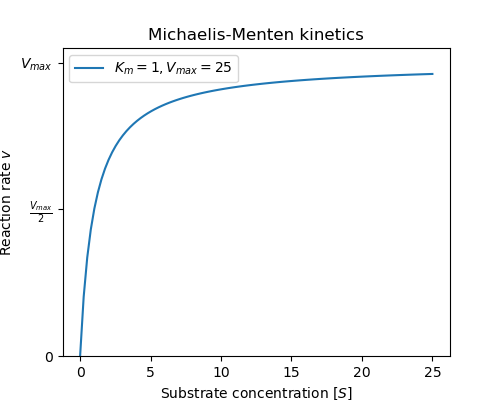 Michaelis-Menten kinetics
K_m = 1, V_max = 25
V_max
V_max/2
0
Reaction rate v
0 5 10 15 20 25
Substrate concentration [S]